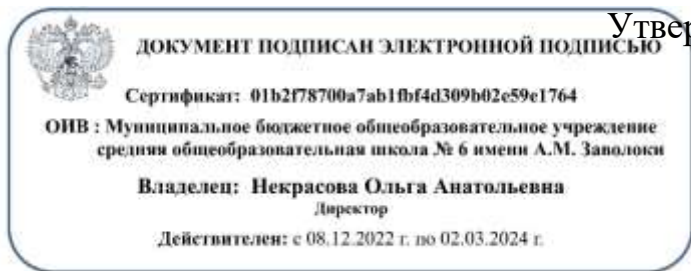 Утвер
ДОКУМЕНТ ПОДПИСАН ЭЛЕКТРОННОЙ ПОДПИСЬЮ
Сертификат: 01b2f78700a7ab1fbf4d309b02e59e1764
ОИВ : Муниципальное бюджетное общеобразовательное учреждение
средняя общеобразовательная школа № 6 имени А.М. Заволоки
Владелец: Некрасова Ольга Анатольевна
Директор
Действителен: с 08.12.2022 г. по 02.03.2024 г.